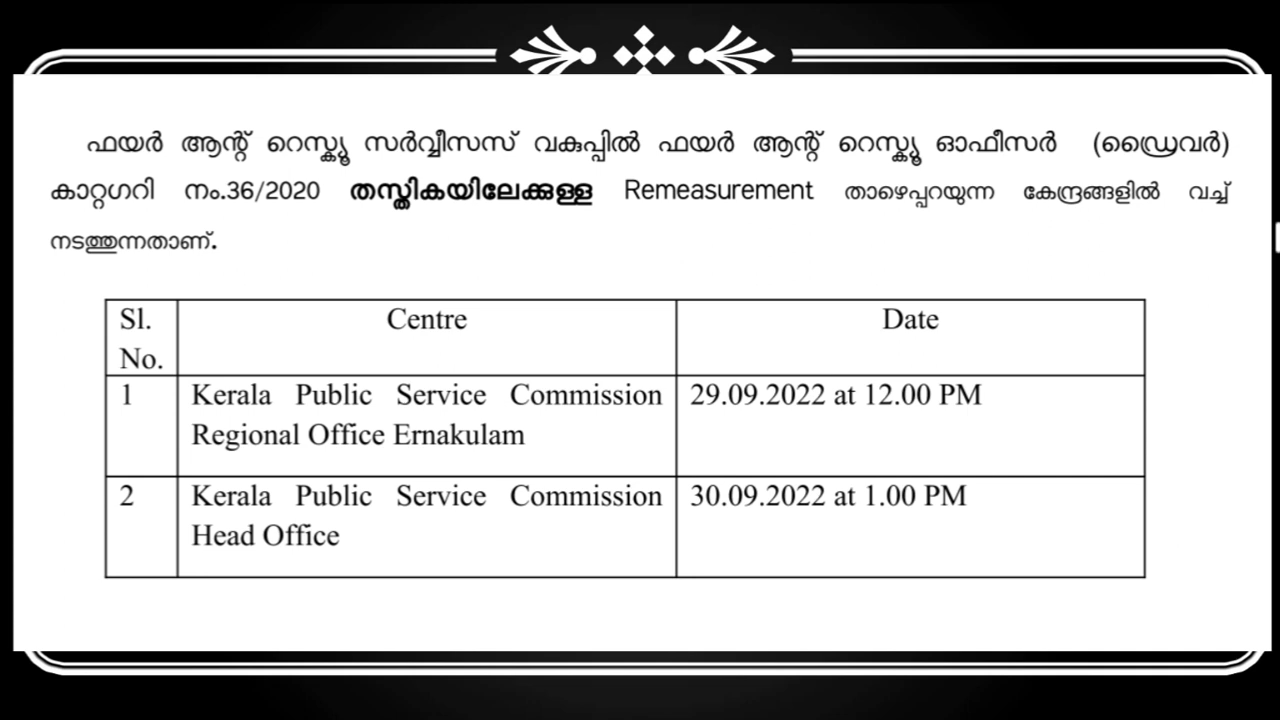 ഫയർ ആന്റ് റെസ്ക്യൂ സർവ്വീസസ് വകുപ്പിൽ ഫയർ ആന്റ് റെസ്ക്യൂ ഓഫീസർ (ഡ്രൈവർ)
കാറ്റഗറി നം.36/2020 തസ്തികയിലേക്കുള്ള Remeasurement താഴെപ്പറയുന്ന കേന്ദ്രങ്ങളിൽ വച്ച്
നടത്തുന്നതാണ്.
Sl. Centre Date
No.
1 Kerala Public Service Commission 29.09.2022 at 12.00 PM
Regional Office Ernakulam
2 Kerala Public Service Commission 30.09.2022 at 1.00 PM
Head Office